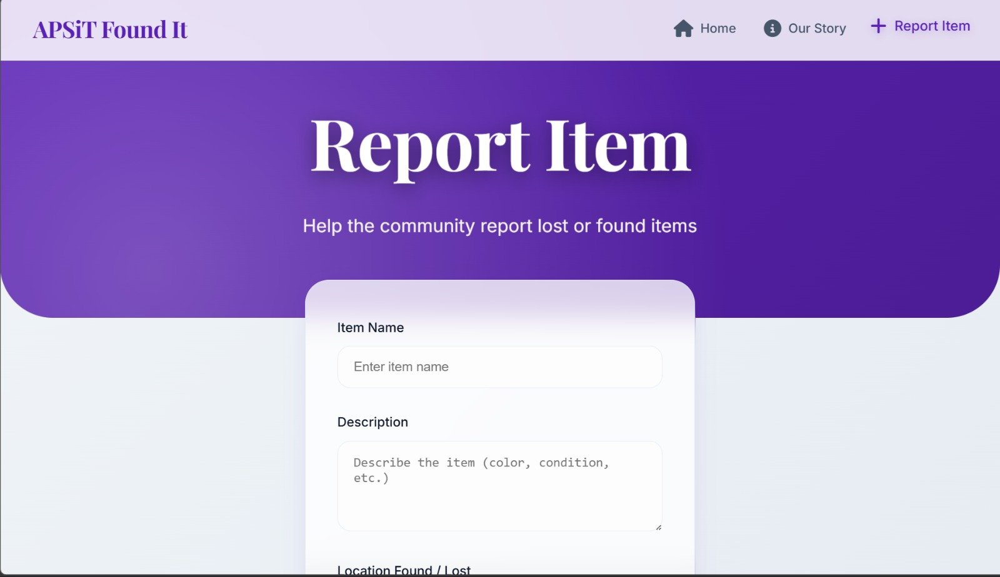 APSiT Found It
Home
Our Story
Report Item
Report Item
Help the community report lost or found items
Item Name
Enter item name
Description
Describe the item (color, condition,
etc.)
Location Found / Lost